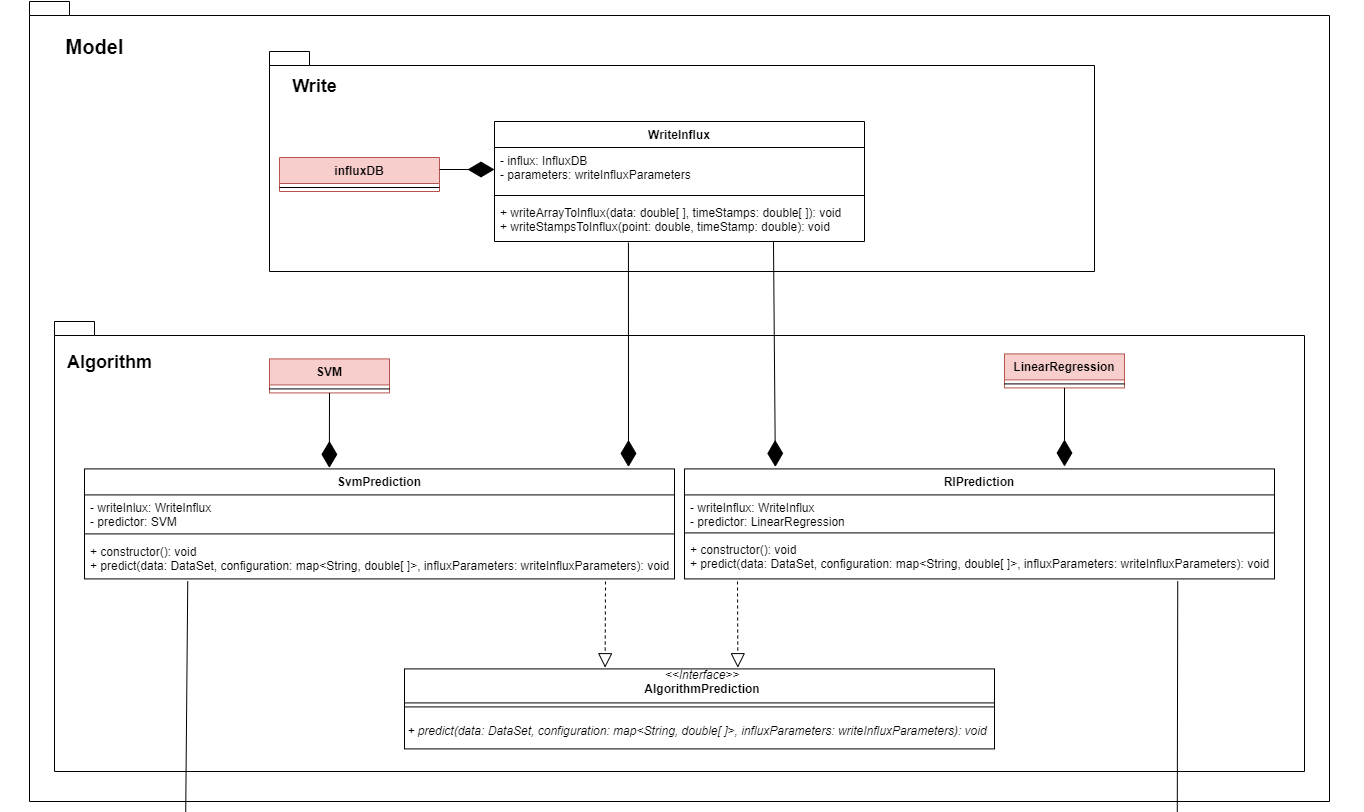 Model
Write
WriteInflux
- influx: InfluxDB
- parameters: writeInfluxParameters
+ writeArrayToInflux(data: double[ ], timeStamps: double[ ]): void
+ writeStampsToInflux(point: double, timeStamp: double): void
influxDB
Algorithm
SVM
LinearRegression
SvmPrediction
- writeInlux: WriteInflux
- predictor: SVM
+ constructor(): void
+ predict(data: DataSet, configuration: map<String, double[ ]>, influxParameters: writeInfluxParameters): void
RlPrediction
- writeInflux: WriteInflux
- predictor: LinearRegression
+ constructor(): void
+ predict(data: DataSet, configuration: map<String, double[ ]>, influxParameters: writeInfluxParameters): void
<<Interface>>
AlgorithmPrediction
+ predict(data: DataSet, configuration: map<String, double[ ]>, influxParameters: writeInfluxParameters): void